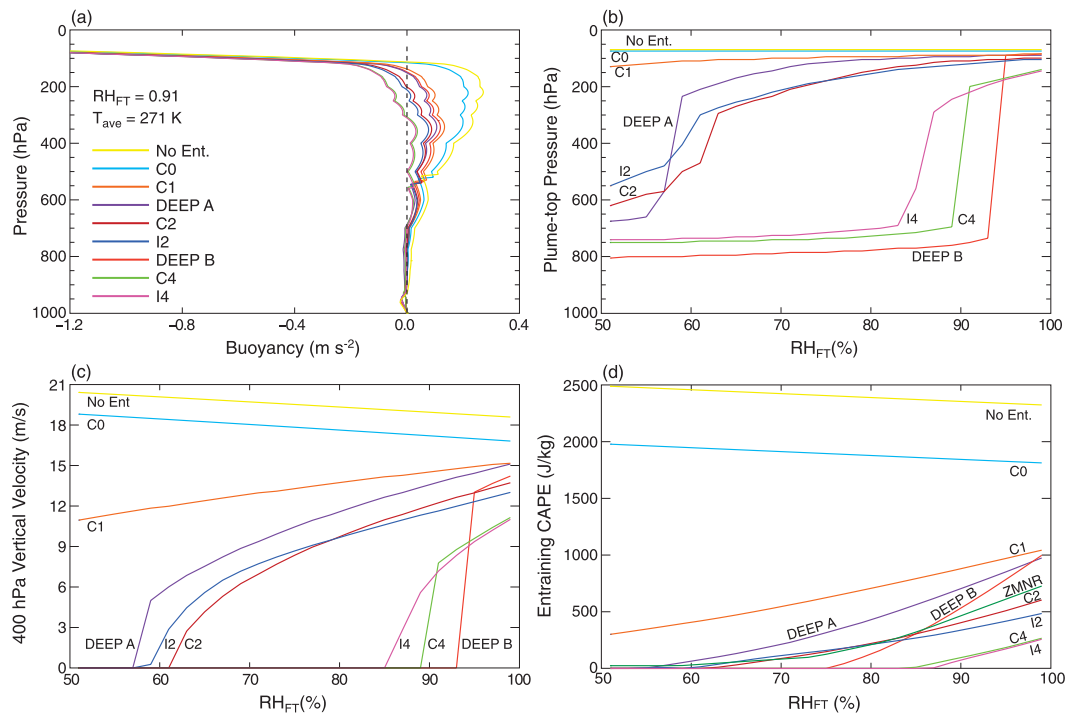 (a)
0
200
400
600
800
1000
Pressure (hPa)
RH_FT = 0.91
T_ave = 271 K
No Ent.
C0
C1
DEEP A
C2
I2
DEEP B
C4
I4
-1.2
-0.8
-0.4
0.0
0.4
Buoyancy (m s-2)
(b)
0
200
400
600
800
1000
Plume-top Pressure (hPa)
No Ent.
C0
C1
DEEP A
I2
C2
I4
C4
DEEP B
50
60
70
80
90
100
RH_FT(%)
(c)
21
18
15
12
9
6
3
0
400 hPa Vertical Velocity (m/s)
No Ent
C0
C1
DEEP A
I2
C2
I4
C4
DEEP B
50
60
70
80
90
100
RH_FT(%)
(d)
2500
2000
1500
1000
500
0
Entraining CAPE (J/kg)
No Ent.
C0
C1
ZMNR
DEEP B
C2
DEEP A
I2
C4
I4
50
60
70
80
90
100
RH_FT (%)